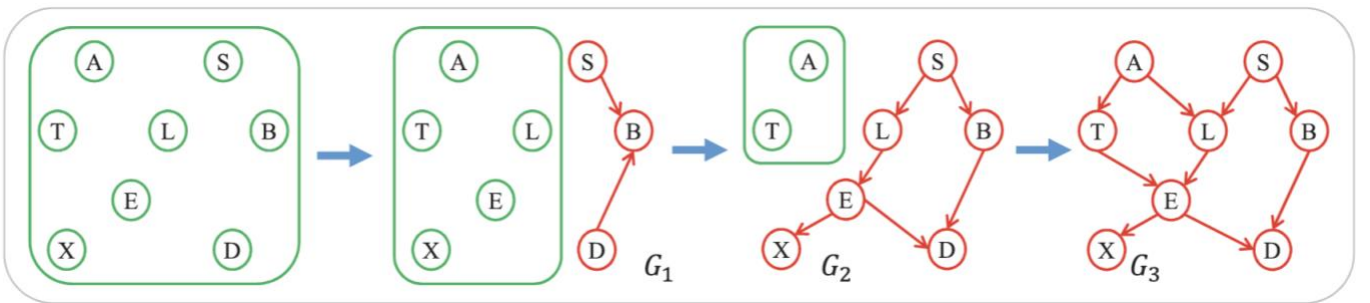 A S A S A S A S
T L B T L B T L B T L B
E E E E
X D X D G₁ X G₂ D X G₃ D